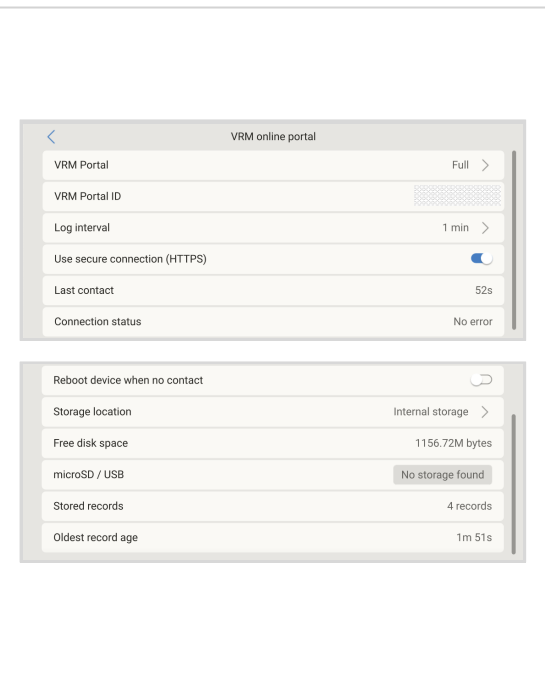 VRM online portal
VRM Portal Full
VRM Portal ID
Log interval 1 min
Use secure connection (HTTPS)
Last contact 52s
Connection status No error
Reboot device when no contact
Storage location Internal storage
Free disk space 1156.72M bytes
microSD / USB No storage found
Stored records 4 records
Oldest record age 1m 51s